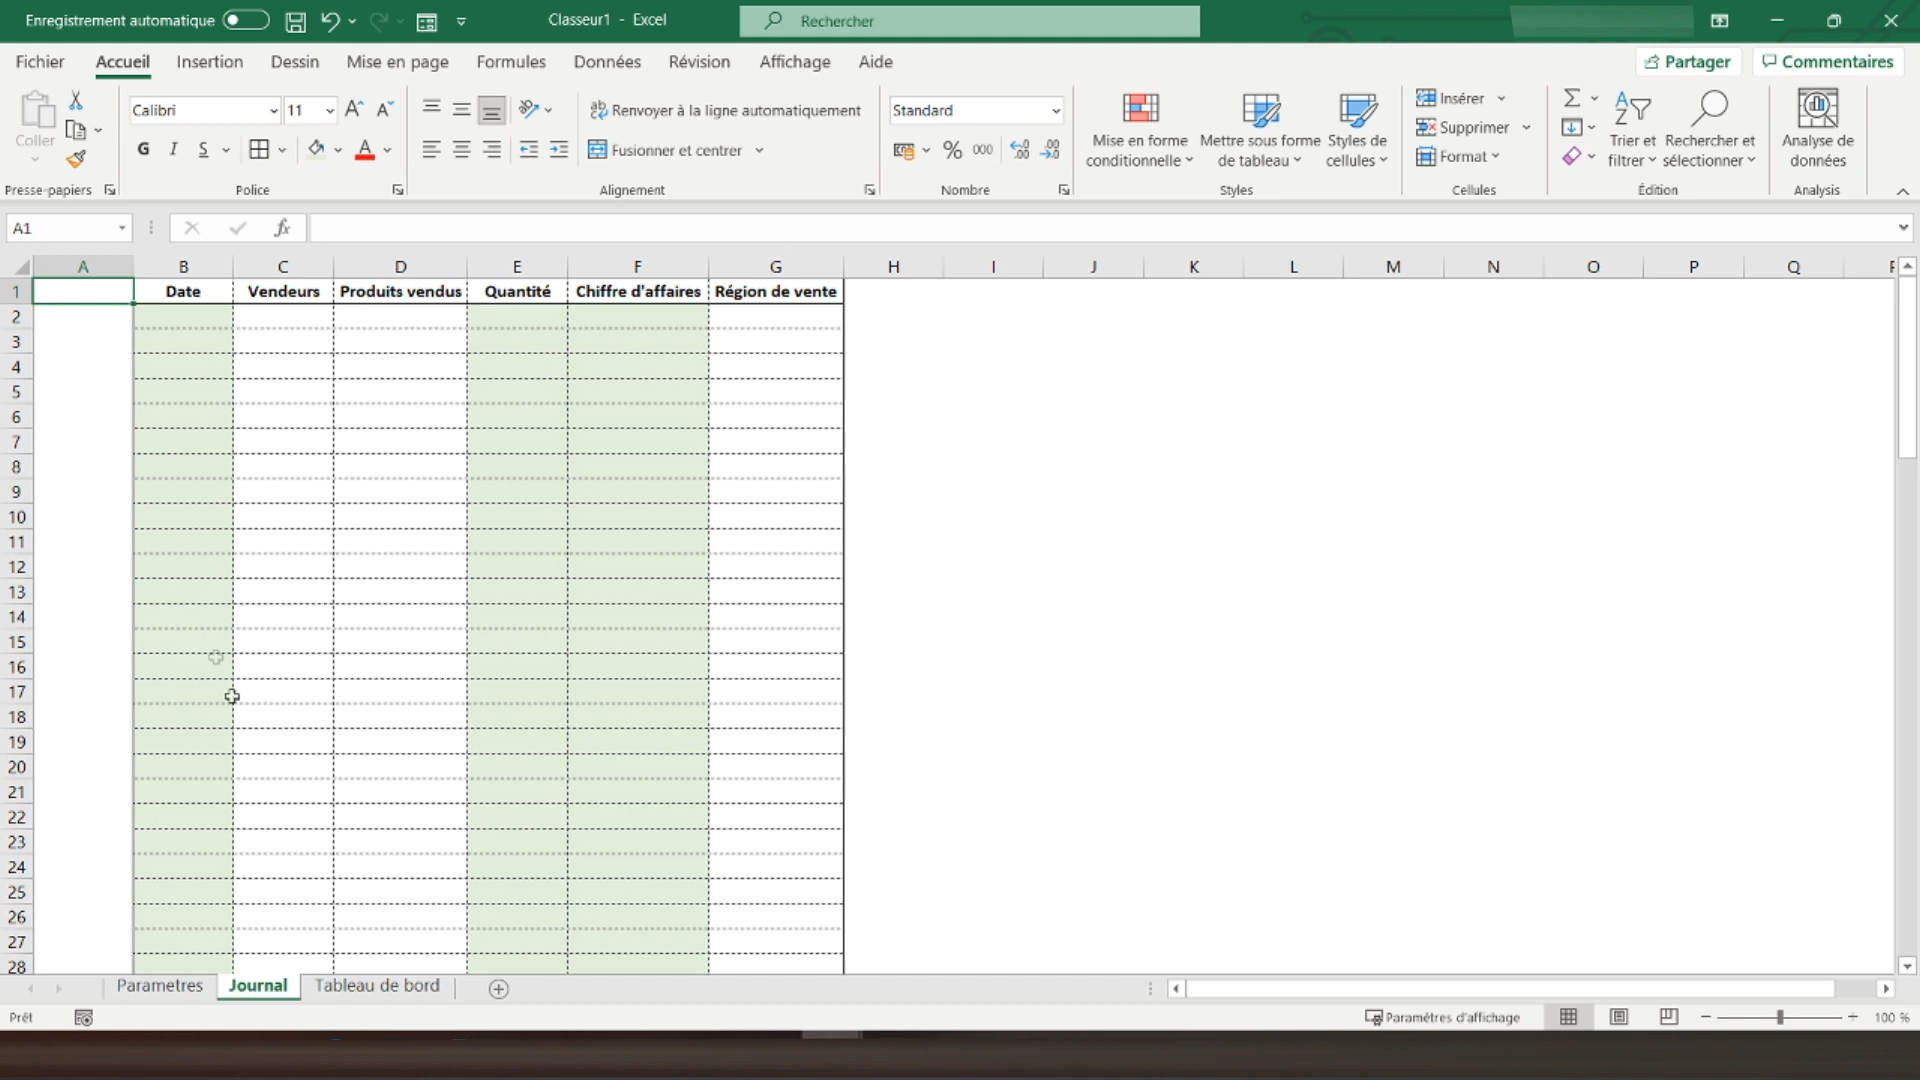 Enregistrement automatique
Classeur1 - Excel
Rechercher
Fichier Accueil Insertion Dessin Mise en page Formules Données Révision Affichage Aide
Partager Commentaires
Coller
Calibri 11
Renvoyer à la ligne automatiquement
Standard
Mise en forme conditionnelle
Mettre sous forme de tableau
Styles de cellules
Insérer
Supprimer
Format
Trier et filtrer
Rechercher et sélectionner
Analyse de données
G I S
Fusionner et centrer
% 000
Presse-papiers Police Alignement Nombre Styles Cellules Édition Analysis
A1 fx
A B C D E F G H I J K L M N O P Q
1 Date Vendeurs Produits vendus Quantité Chiffre d'affaires Région de vente
2
3
4
5
6
7
8
9
10
11
12
13
14
15
16
17
18
19
20
21
22
23
24
25
26
27
28
Parametres Journal Tableau de bord
Prêt
Paramètres d'affichage
100 %